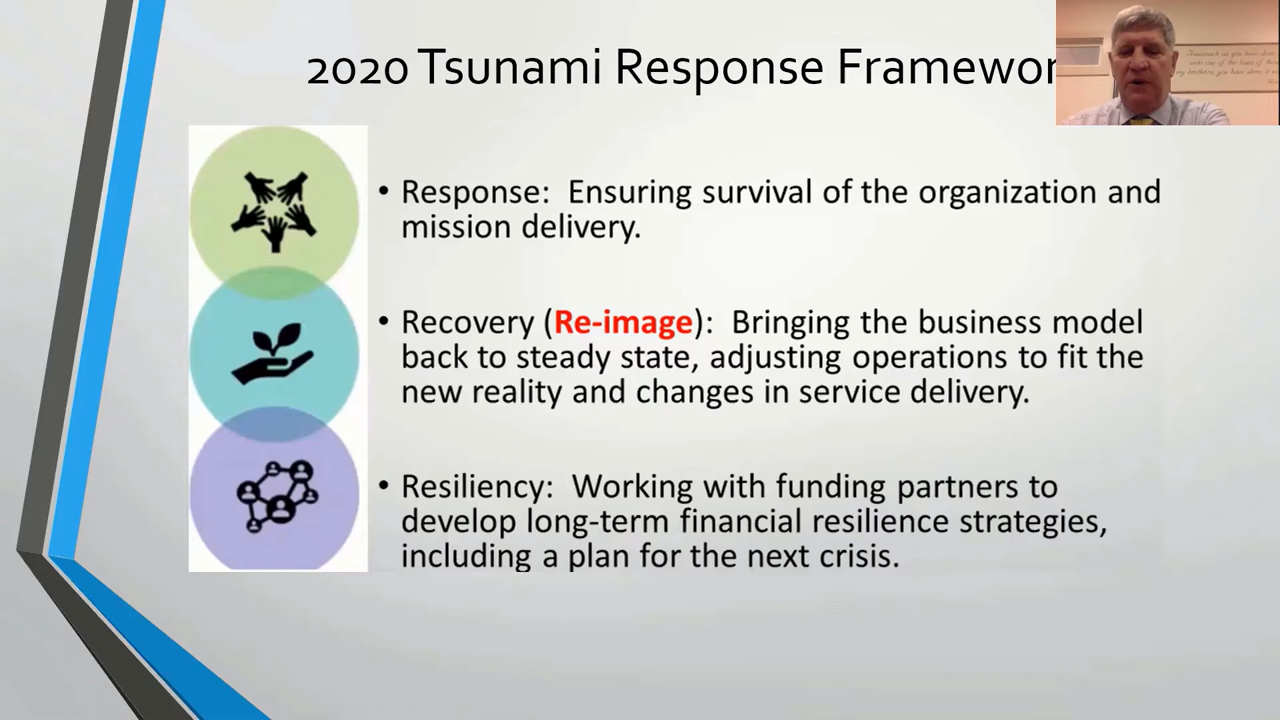 2020 Tsunami Response Framewor
• Response: Ensuring survival of the organization and
mission delivery.
• Recovery (Re-image): Bringing the business model
back to steady state, adjusting operations to fit the
new reality and changes in service delivery.
• Resiliency: Working with funding partners to
develop long-term financial resilience strategies,
including a plan for the next crisis.